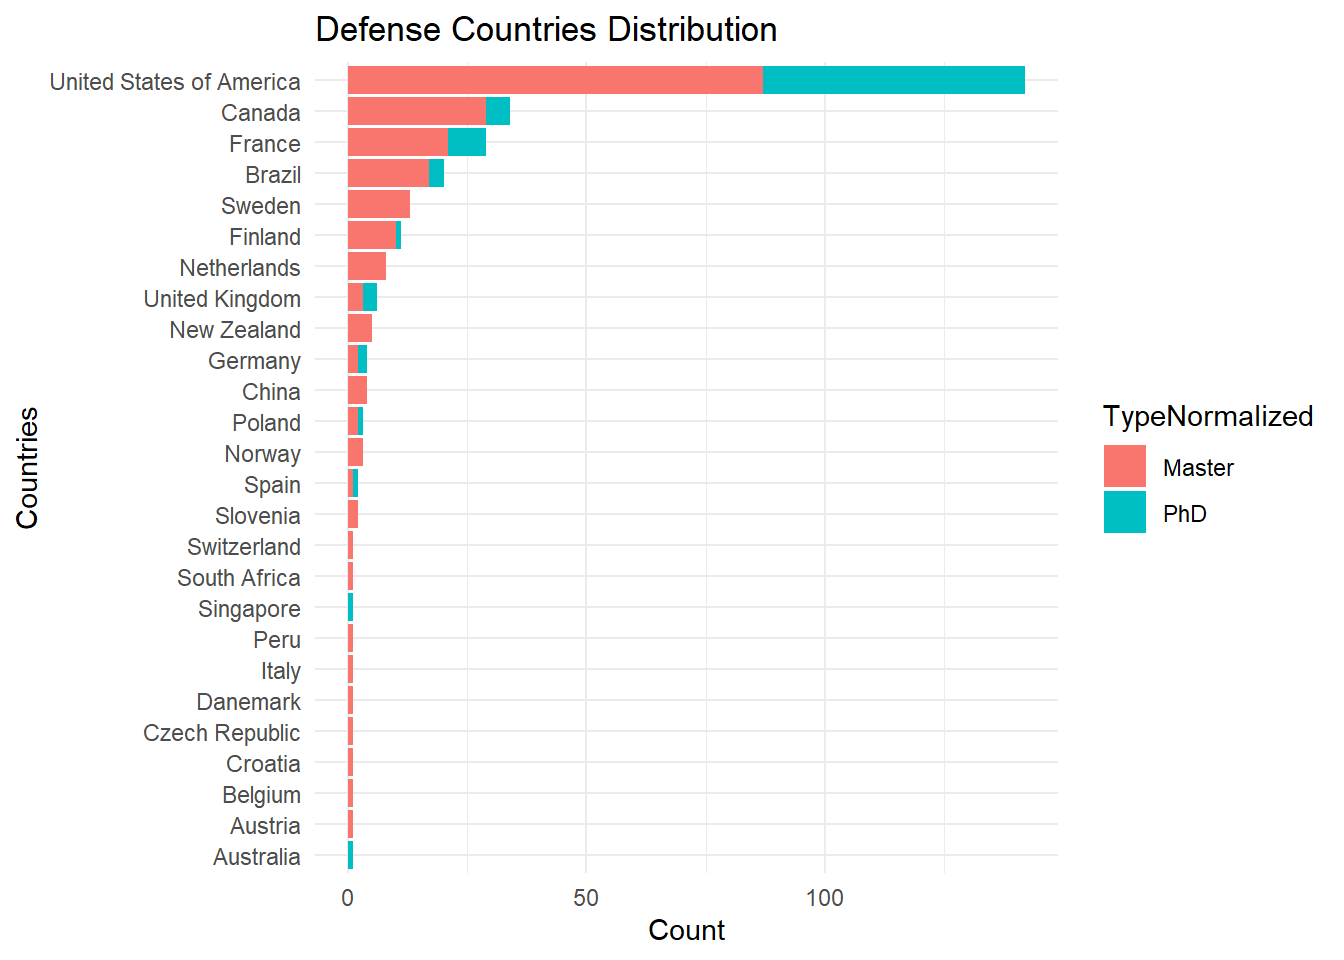 Defense Countries Distribution
United States of America
Canada
France
Brazil
Sweden
Finland
Netherlands
United Kingdom
New Zealand
Germany
China
Poland
Norway
Spain
Slovenia
Switzerland
South Africa
Singapore
Peru
Italy
Danemark
Czech Republic
Croatia
Belgium
Austria
Australia
Countries
0 50 100
Count
TypeNormalized
Master
PhD